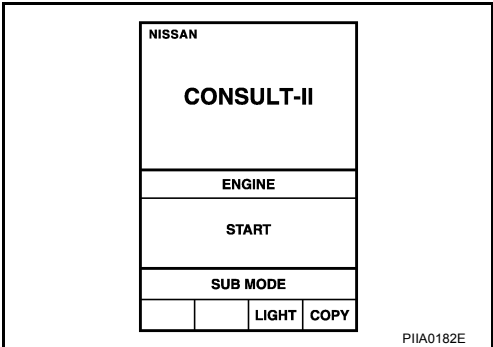 NISSAN
CONSULT-II
ENGINE
START
SUB MODE
LIGHT COPY
PIIA0182E